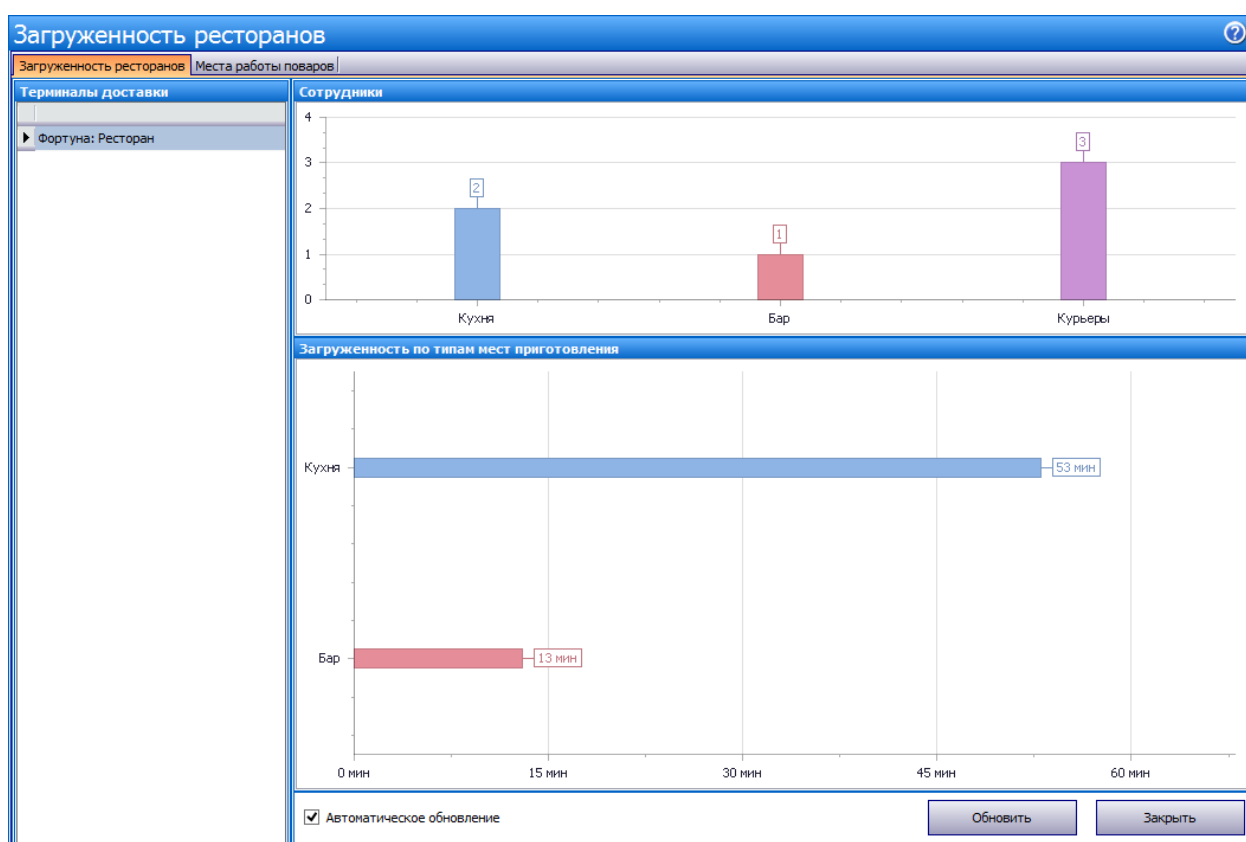 Загруженность ресторанов
Загруженность ресторанов Места работы поваров
Терминалы доставки
Фортуна: Ресторан
Сотрудники
4
3
2
1
0
2
1
3
Кухня Бар Курьеры
Загруженность по типам мест приготовления
Кухня 53 мин
Бар 13 мин
0 мин 15 мин 30 мин 45 мин 60 мин
Автоматическое обновление Обновить Закрыть